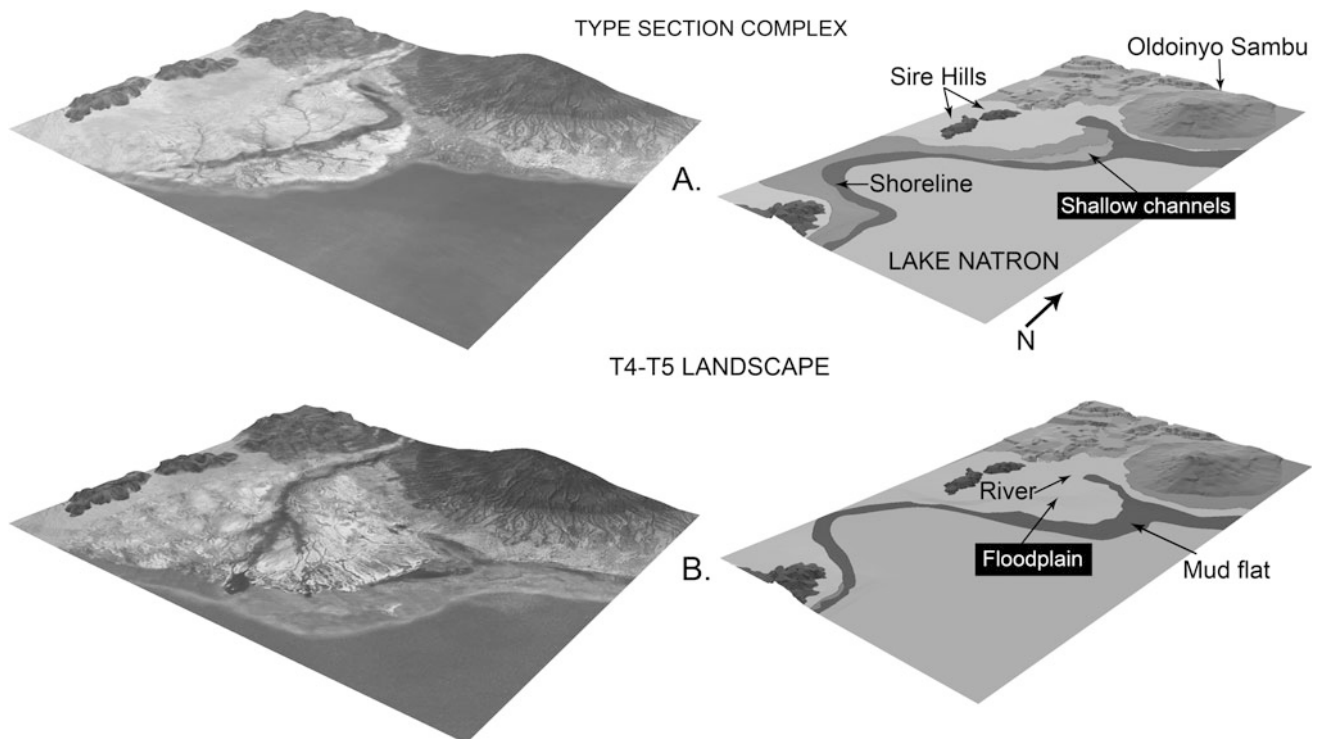 TYPE SECTION COMPLEX
Oldoinyo Sambu
Sire Hills
A.
Shoreline
Shallow channels
LAKE NATRON
N
T4-T5 LANDSCAPE
River
B.
Floodplain
Mud flat